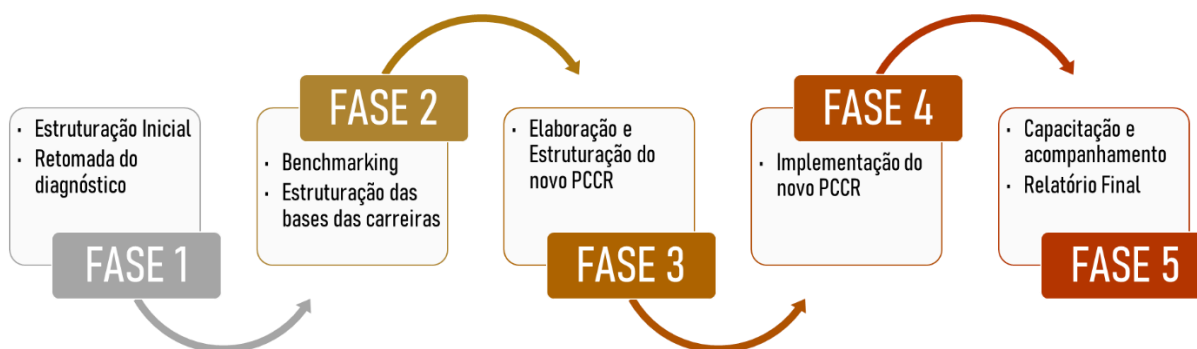 · Estruturação Inicial
· Retomada do
diagnóstico
FASE 1
FASE 2
· Benchmarking
· Estruturação das
bases das carreiras
· Elaboração e
Estruturação do
novo PCCR
FASE 3
FASE 4
· Implementação do
novo PCCR
· Capacitação e
acompanhamento
· Relatório Final
FASE 5